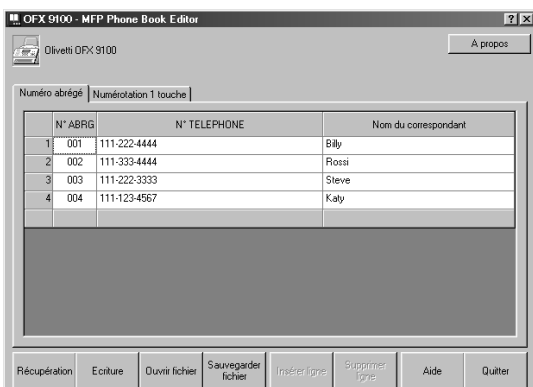 OFX 9100 - MFP Phone Book Editor
Olivetti OFX 9100
A propos
Numéro abrégé Numérotation 1 touche
N° ABRG N° TELEPHONE Nom du correspondant
1 001 111-222-4444 Billy
2 002 111-333-4444 Rossi
3 003 111-222-3333 Steve
4 004 111-123-4567 Katy
Récupération Ecriture Ouvrir fichier Sauvegarder fichier Insérer ligne Supprimer ligne Aide Quitter